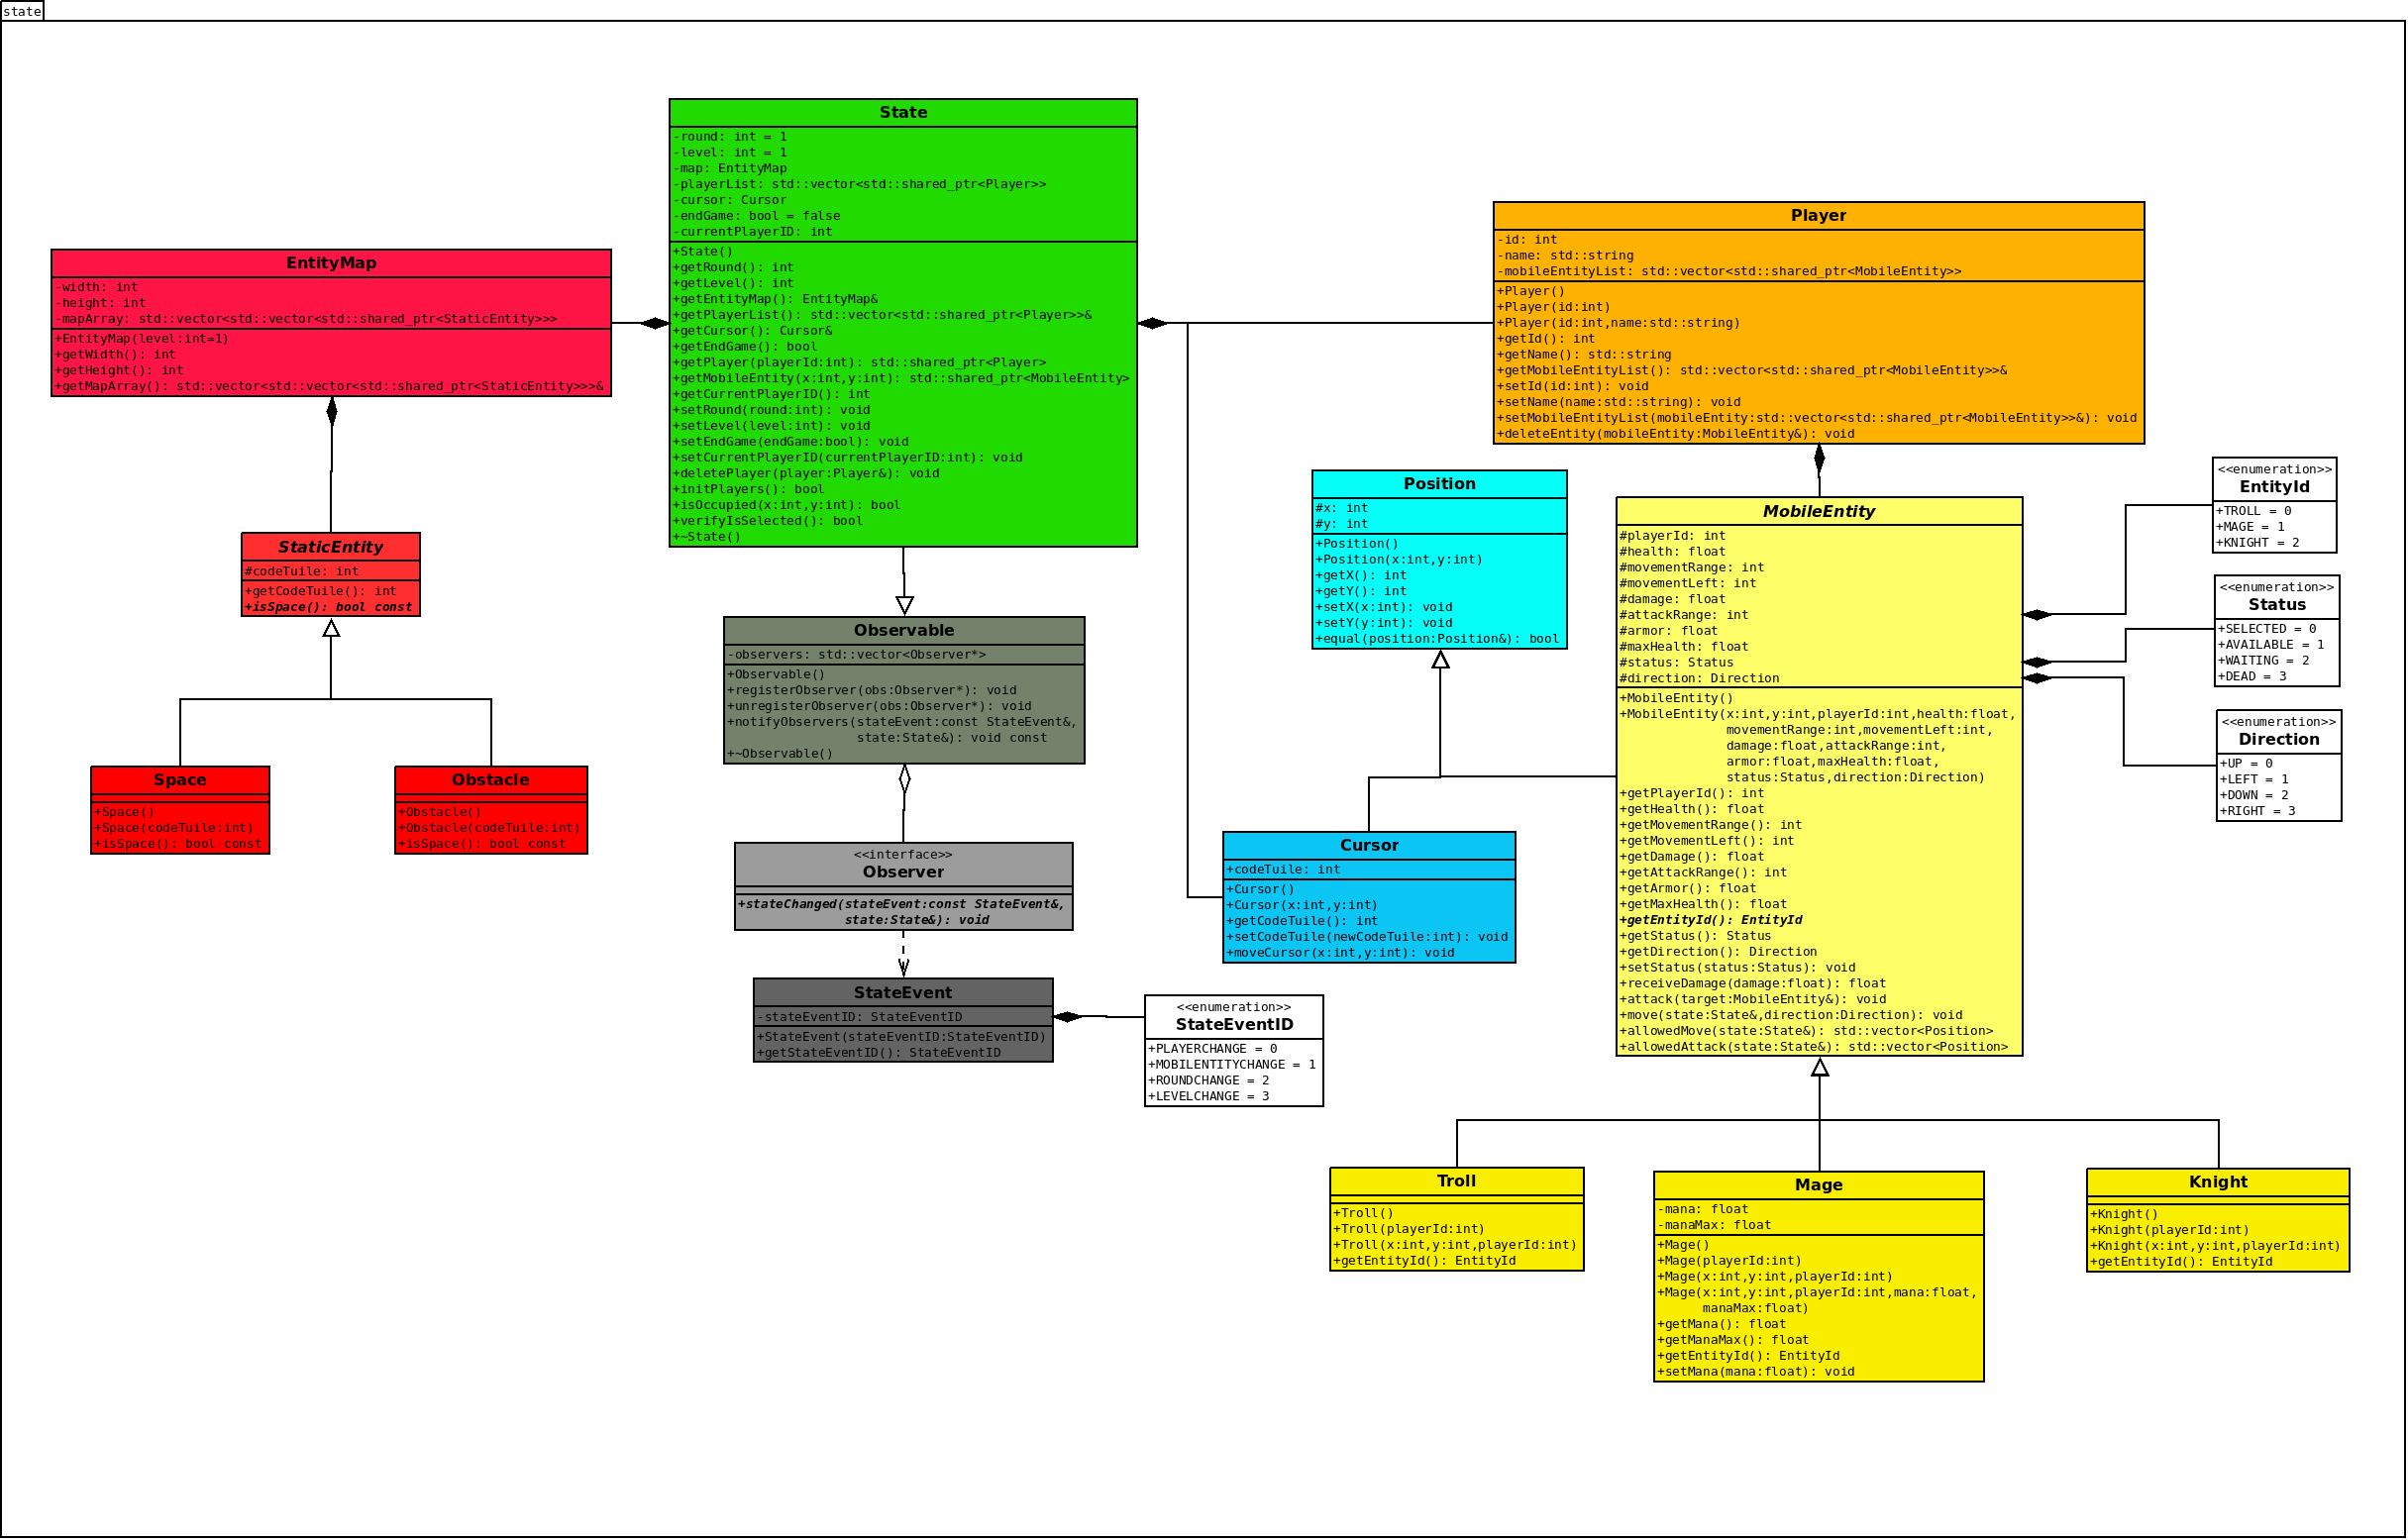 state
State
-round: int = 1
-level: int = 1
-map: EntityMap
-playerList: std::vector<std::shared_ptr<Player>>
-cursor: Cursor
-endGame: bool = false
-currentPlayerID: int
+State()
+getRound(): int
+getLevel(): int
+getEntityMap(): EntityMap&
+getPlayerList(): std::vector<std::shared_ptr<Player>>&
+getCursor(): Cursor&
+getEndGame(): bool
+getPlayer(playerId:int): std::shared_ptr<Player>
+getMobileEntity(x:int,y:int): std::shared_ptr<MobileEntity>
+getCurrentPlayerID(): int
+setRound(round:int): void
+setLevel(level:int): void
+setEndGame(endGame:bool): void
+setCurrentPlayerID(currentPlayerID:int): void
+deletePlayer(player:Player&): void
+initPlayers(): bool
+isOccupied(x:int,y:int): bool
+verifyIsSelected(): bool
+~State()
EntityMap
-width: int
-height: int
-mapArray: std::vector<std::vector<std::shared_ptr<StaticEntity>>>
+EntityMap(level:int=1)
+getWidth(): int
+getHeight(): int
+getMapArray(): std::vector<std::vector<std::shared_ptr<StaticEntity>>>&
StaticEntity
#codeTuile: int
+getCodeTuile(): int
+isSpace(): bool const
Space
+Space()
+Space(codeTuile:int)
+isSpace(): bool const
Obstacle
+Obstacle()
+Obstacle(codeTuile:int)
+isSpace(): bool const
Observable
-observers: std::vector<Observer*>
+Observable()
+registerObserver(obs:Observer*): void
+unregisterObserver(obs:Observer*): void
+notifyObservers(stateEvent:const StateEvent&,
state:State&): void const
+~Observable()
<<interface>>
Observer
+stateChanged(stateEvent:const StateEvent&,
state:State&): void
StateEvent
-stateEventID: StateEventID
+StateEvent(stateEventID:StateEventID)
+getStateEventID(): StateEventID
<<enumeration>>
StateEventID
+PLAYERCHANGE = 0
+MOBILENTITYCHANGE = 1
+ROUNDCHANGE = 2
+LEVELCHANGE = 3
Player
-id: int
-name: std::string
-mobileEntityList: std::vector<std::shared_ptr<MobileEntity>>
+Player()
+Player(id:int)
+Player(id:int,name:std::string)
+getId(): int
+getName(): std::string
+getMobileEntityList(): std::vector<std::shared_ptr<MobileEntity>>&
+setId(id:int): void
+setName(name:std::string): void
+setMobileEntityList(mobileEntity:std::vector<std::shared_ptr<MobileEntity>>&): void
+deleteEntity(mobileEntity:MobileEntity&): void
Position
#x: int
#y: int
+Position()
+Position(x:int,y:int)
+getX(): int
+getY(): int
+setX(x:int): void
+setY(y:int): void
+equal(position:Position&): bool
Cursor
+codeTuile: int
+Cursor()
+Cursor(x:int,y:int)
+getCodeTuile(): int
+setCodeTuile(newCodeTuile:int): void
+moveCursor(x:int,y:int): void
MobileEntity
#playerId: int
#health: float
#movementRange: int
#movementLeft: int
#damage: float
#attackRange: int
#armor: float
#maxHealth: float
#status: Status
#direction: Direction
+MobileEntity()
+MobileEntity(x:int,y:int,playerId:int,health:float,
movementRange:int,movementLeft:int,
damage:float,attackRange:int,
armor:float,maxHealth:float,
status:Status,direction:Direction)
+getPlayerId(): int
+getHealth(): float
+getMovementRange(): int
+getMovementLeft(): int
+getDamage(): float
+getAttackRange(): int
+getArmor(): float
+getMaxHealth(): float
+getEntityId(): EntityId
+getStatus(): Status
+getDirection(): Direction
+setStatus(status:Status): void
+receiveDamage(damage:float): float
+attack(target:MobileEntity&): void
+move(state:State&,direction:Direction): void
+allowedMove(state:State&): std::vector<Position>
+allowedAttack(state:State&): std::vector<Position>
<<enumeration>>
EntityId
+TROLL = 0
+MAGE = 1
+KNIGHT = 2
<<enumeration>>
Status
+SELECTED = 0
+AVAILABLE = 1
+WAITING = 2
+DEAD = 3
<<enumeration>>
Direction
+UP = 0
+LEFT = 1
+DOWN = 2
+RIGHT = 3
Troll
+Troll()
+Troll(playerId:int)
+Troll(x:int,y:int,playerId:int)
+getEntityId(): EntityId
Mage
-mana: float
-manaMax: float
+Mage()
+Mage(playerId:int)
+Mage(x:int,y:int,playerId:int)
+Mage(x:int,y:int,playerId:int,mana:float,
manaMax:float)
+getMana(): float
+getManaMax(): float
+getEntityId(): EntityId
+setMana(mana:float): void
Knight
+Knight()
+Knight(playerId:int)
+Knight(x:int,y:int,playerId:int)
+getEntityId(): EntityId